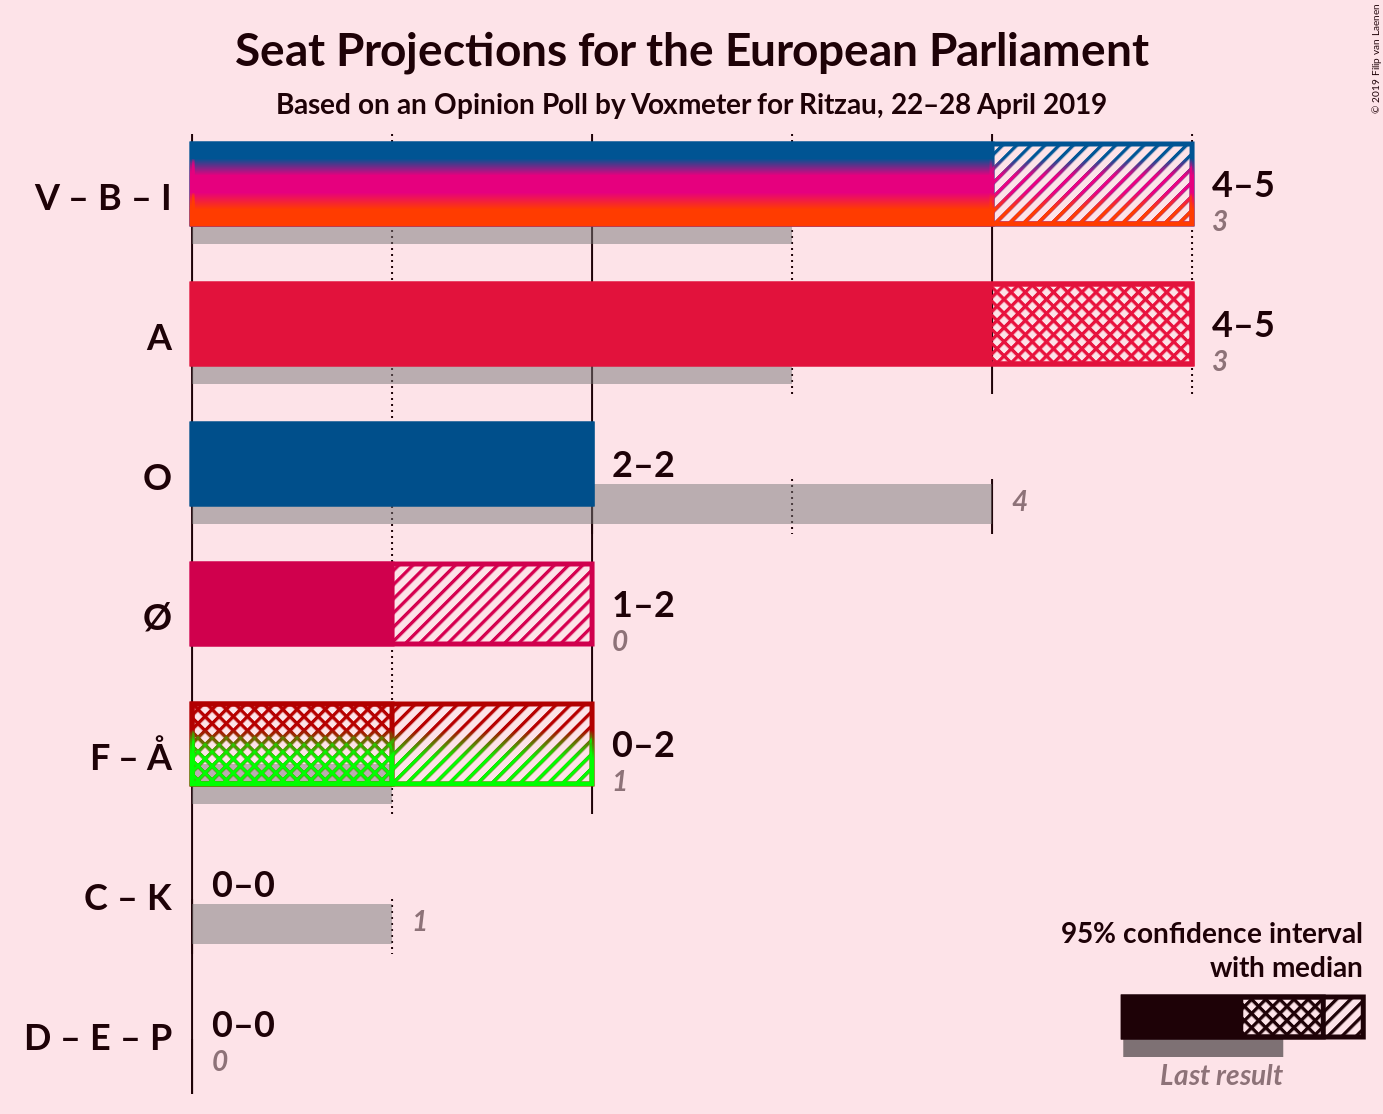 Seat Projections for the European Parliament
Based on an Opinion Poll by Voxmeter for Ritzau, 22–28 April 2019
© 2019 Filip van Laenen
V – B – I
4–5
3
A
4–5
3
O
2–2
4
Ø
1–2
0
F – Å
0–2
1
C – K
0–0
1
D – E – P
0–0
0
95% confidence interval
with median
Last result